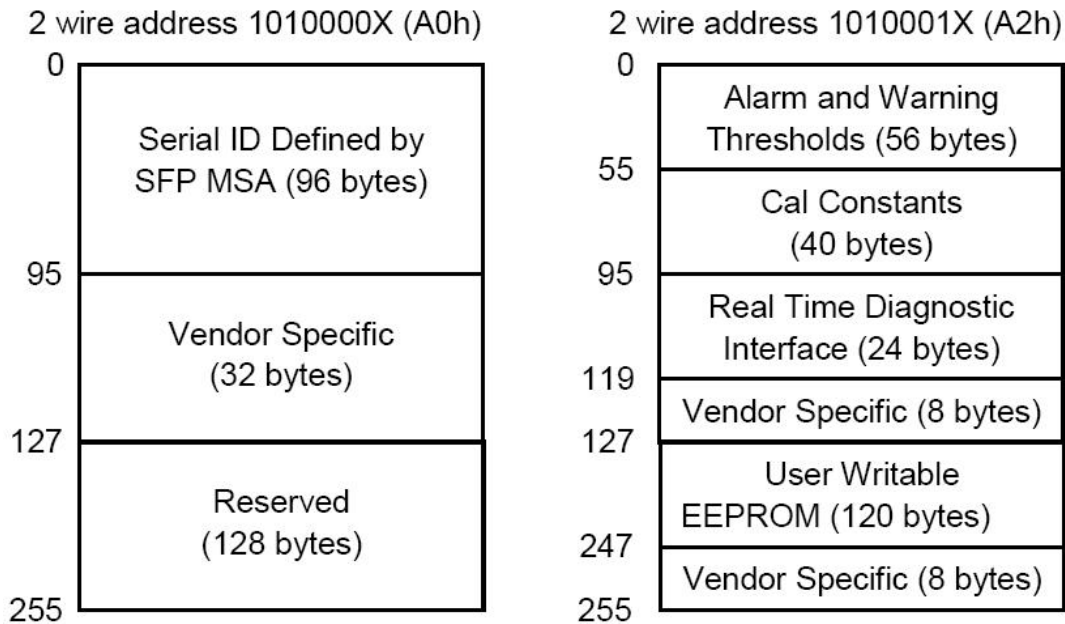 2 wire address 1010000X (A0h)
0
Serial ID Defined by
SFP MSA (96 bytes)
95
Vendor Specific
(32 bytes)
127
Reserved
(128 bytes)
255
2 wire address 1010001X (A2h)
0
Alarm and Warning
Thresholds (56 bytes)
55
Cal Constants
(40 bytes)
95
Real Time Diagnostic
Interface (24 bytes)
119
Vendor Specific (8 bytes)
127
User Writable
EEPROM (120 bytes)
247
Vendor Specific (8 bytes)
255